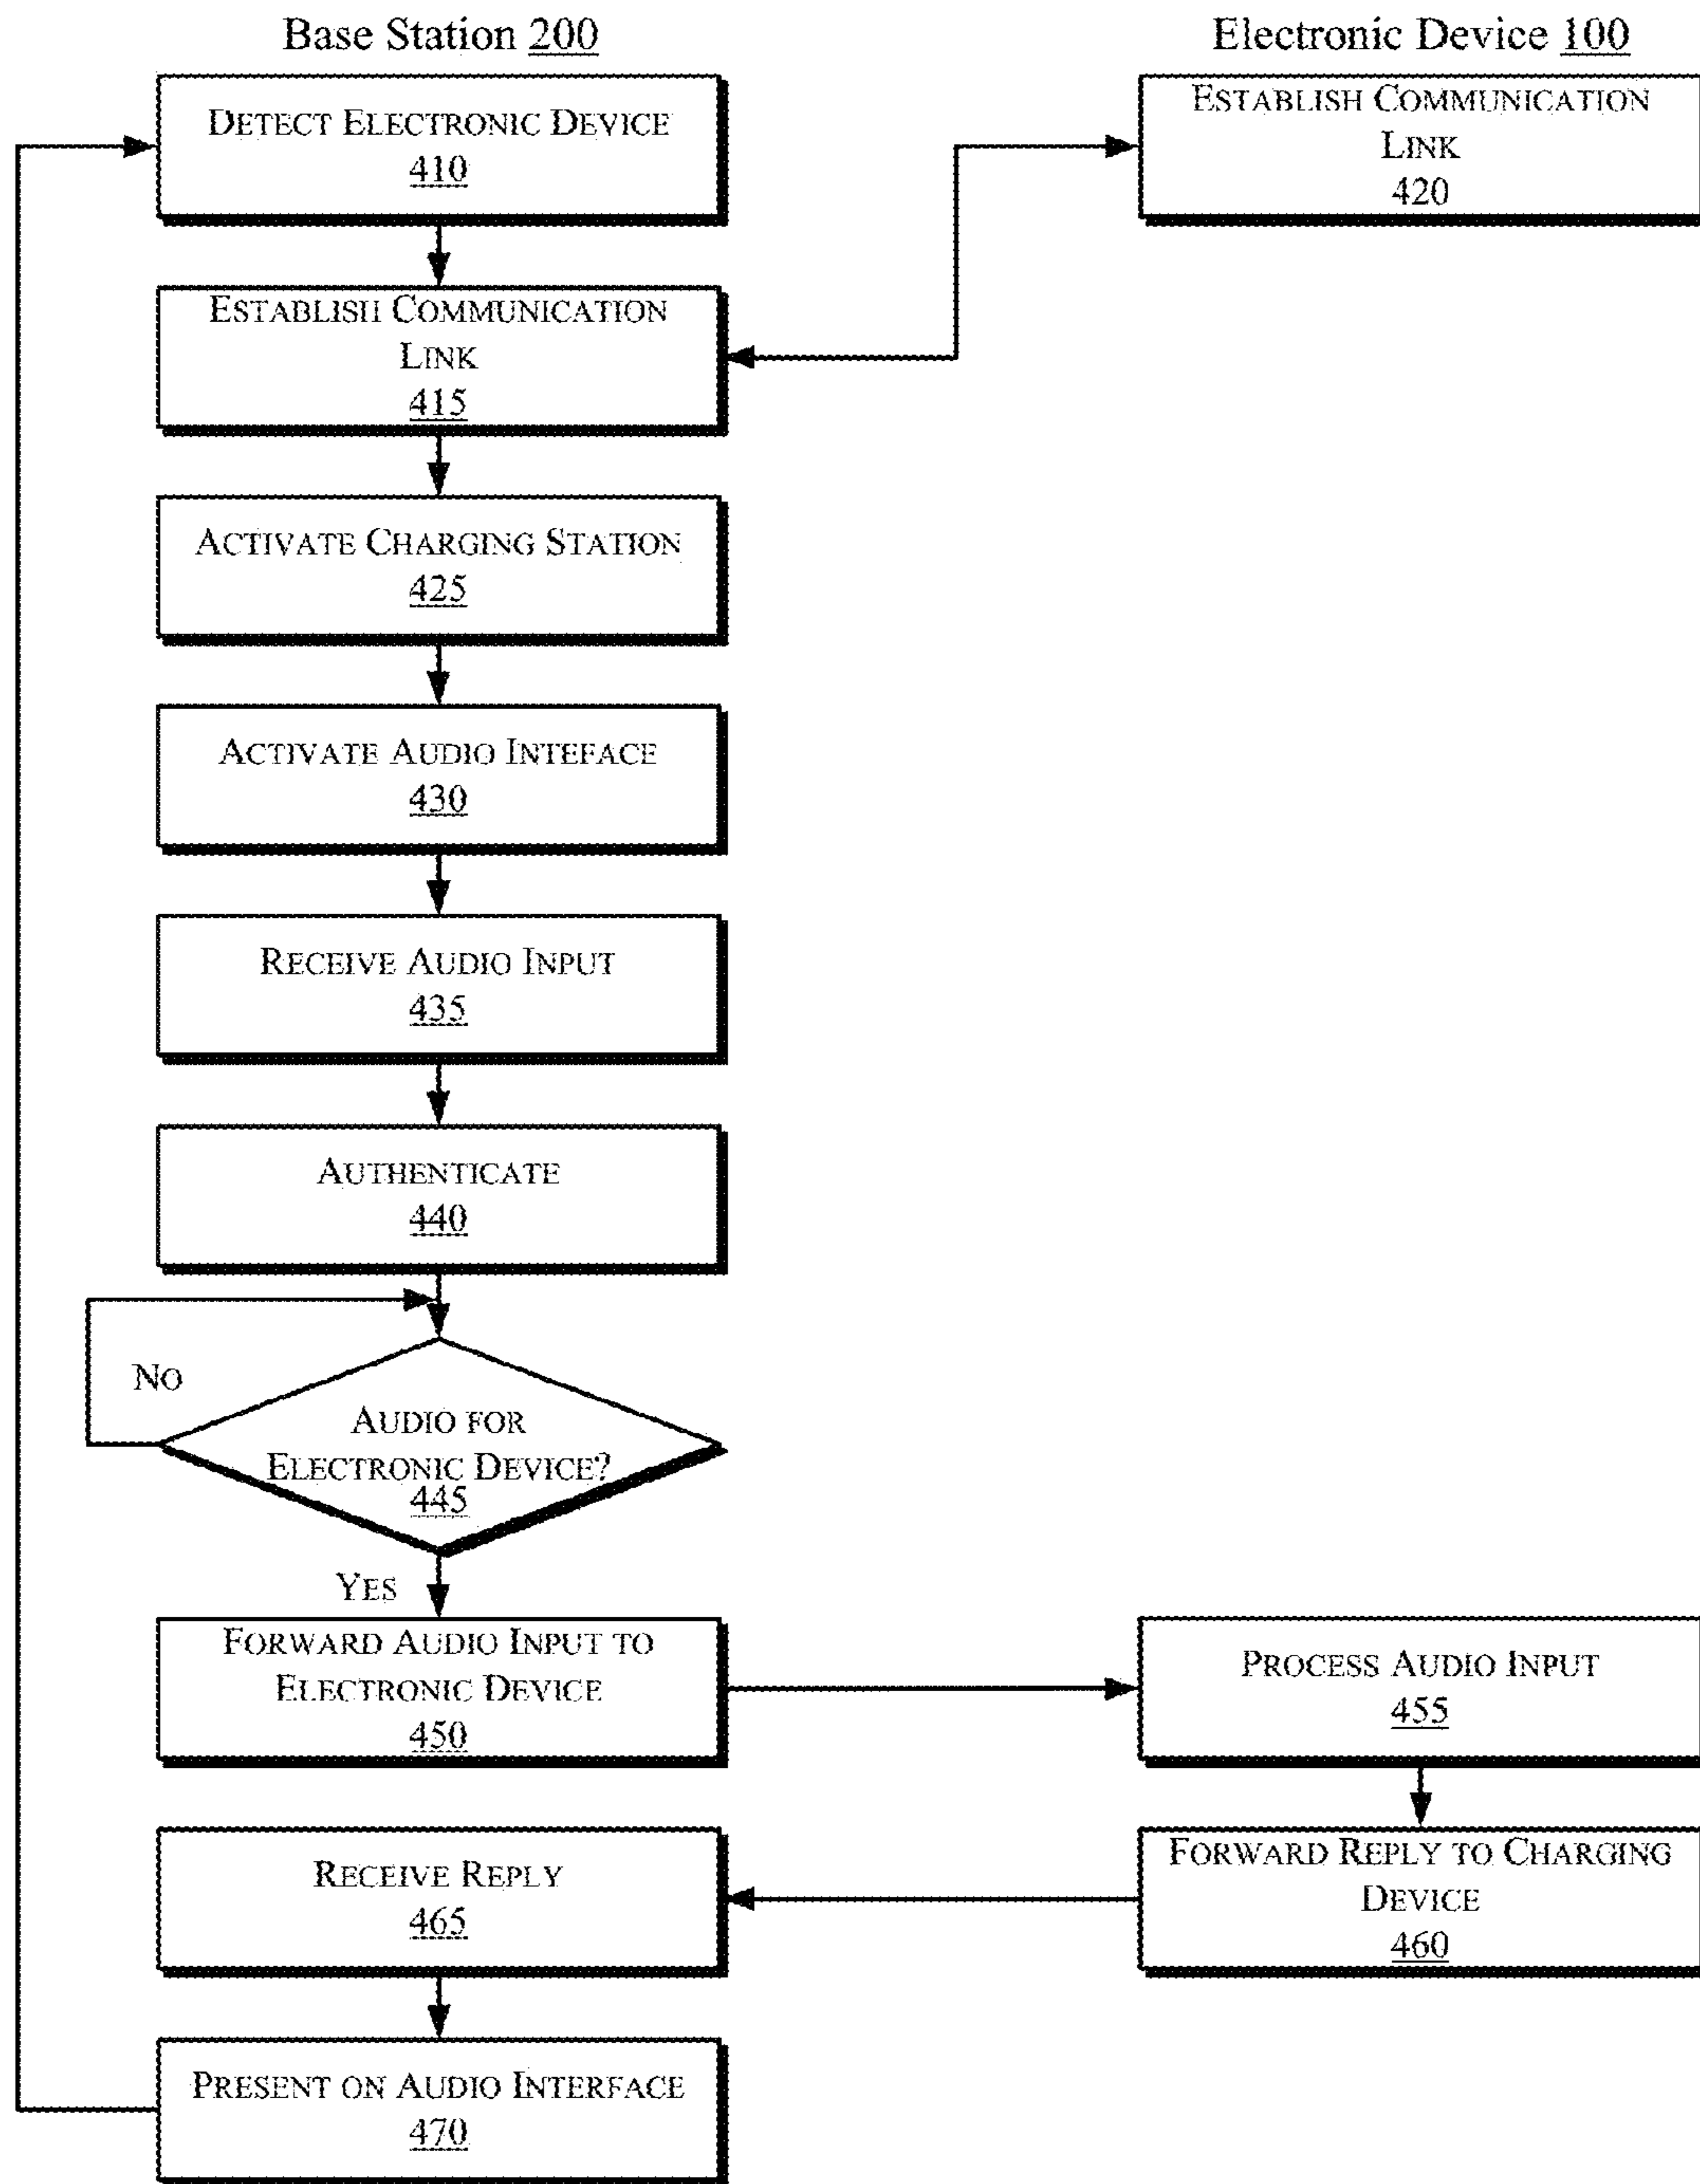 Base Station 200
Electronic Device 100
DETECT ELECTRONIC DEVICE
410
ESTABLISH COMMUNICATION
LINK
420
ESTABLISH COMMUNICATION
LINK
415
ACTIVATE CHARGING STATION
425
ACTIVATE AUDIO INTEFACE
430
RECEIVE AUDIO INPUT
435
AUTHENTICATE
440
NO
AUDIO FOR
ELECTRONIC DEVICE?
445
YES
FORWARD AUDIO INPUT TO
ELECTRONIC DEVICE
450
PROCESS AUDIO INPUT
455
FORWARD REPLY TO CHARGING
DEVICE
460
RECEIVE REPLY
465
PRESENT ON AUDIO INTERFACE
470